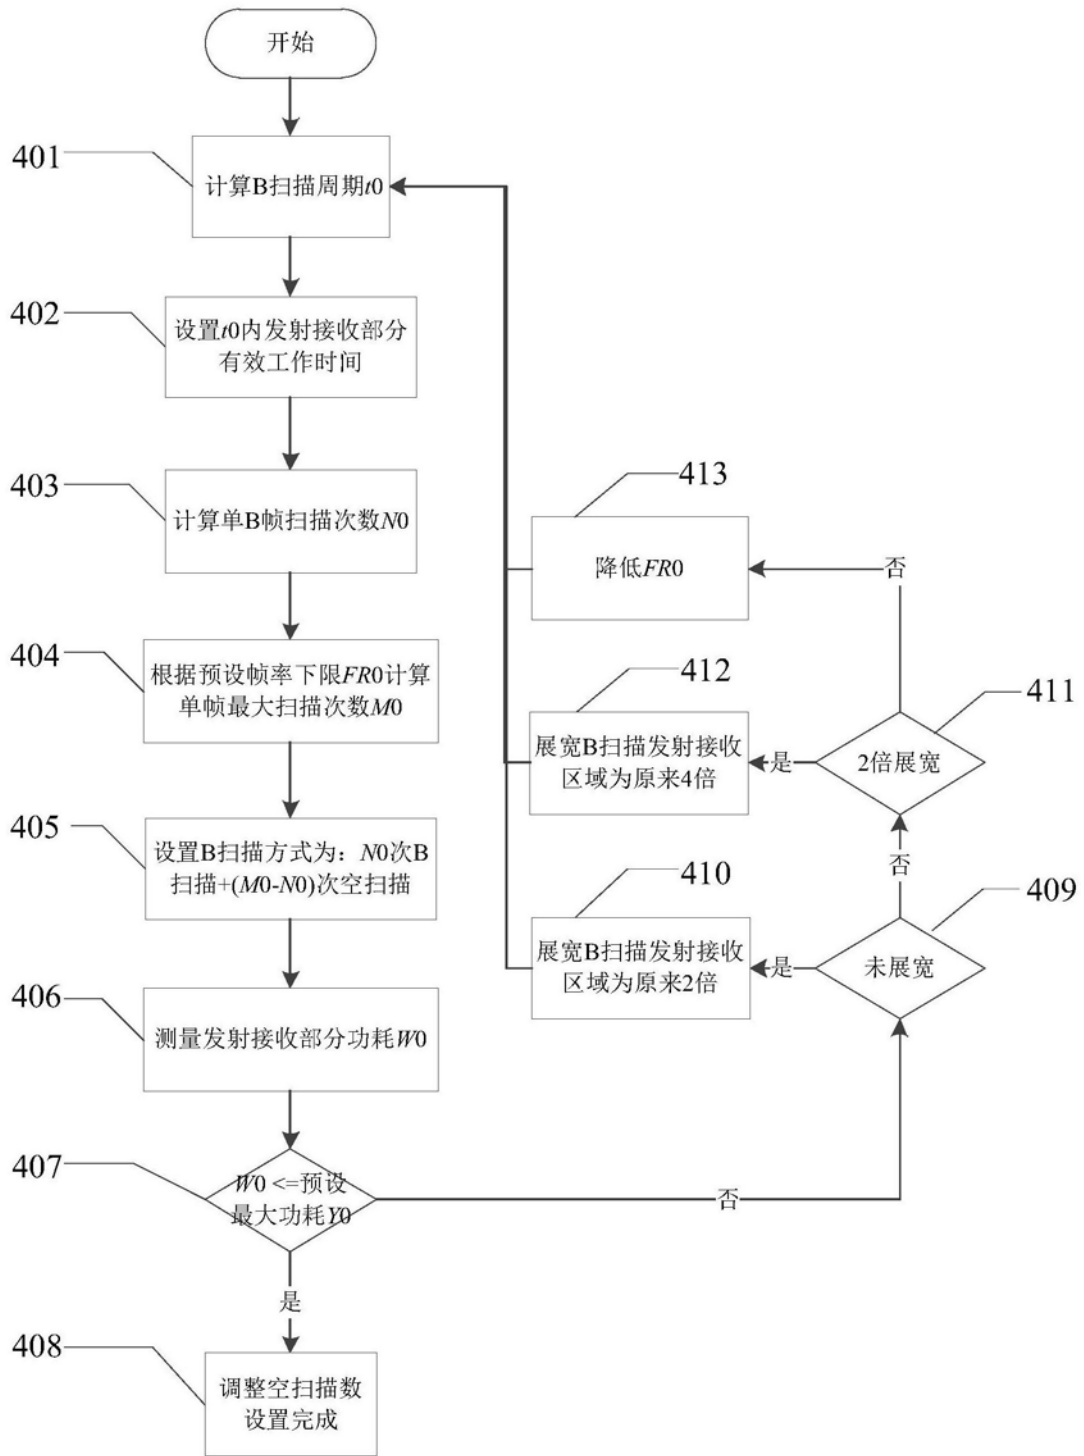 开始
401
计算B扫描周期t0
402
设置t0内发射接收部分
有效工作时间
403
计算单B帧扫描次数N0
404
根据预设帧率下限FR0计算
单帧最大扫描次数M0
405
设置B扫描方式为：N0次B
扫描+(M0-N0)次空扫描
406
测量发射接收部分功耗W0
407
W0 <=预设
最大功耗Y0
否
是
408
调整空扫描数
设置完成
413
降低FR0
否
412
展宽B扫描发射接收
区域为原来4倍
是
411
2倍展宽
否
410
展宽B扫描发射接收
区域为原来2倍
是
409
未展宽